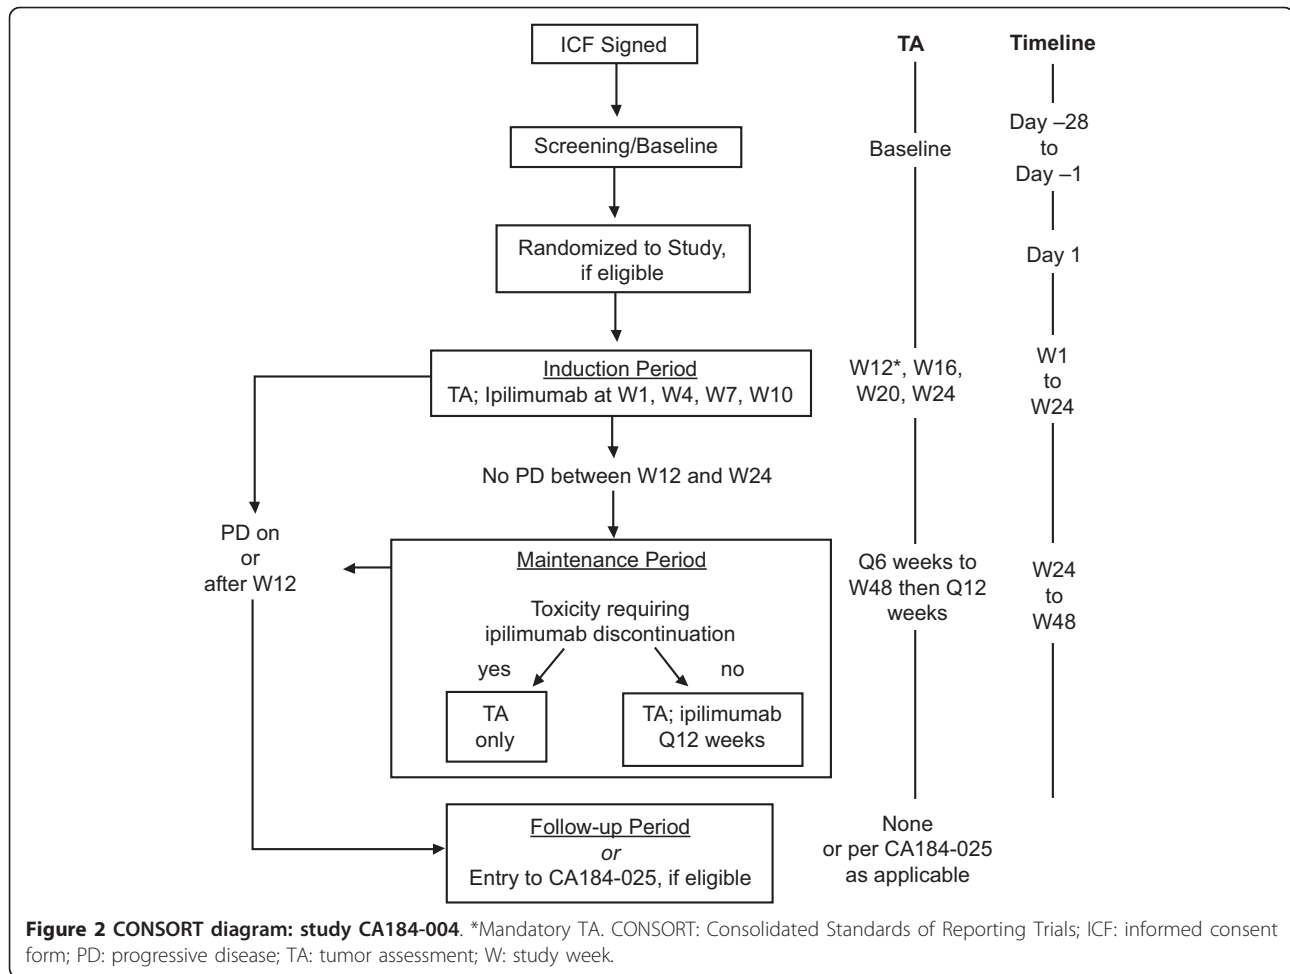 ICF Signed
TA
Timeline
Screening/Baseline
Baseline
Day –28
to
Day –1
Randomized to Study,
if eligible
Day 1
Induction Period
TA; Ipilimumab at W1, W4, W7, W10
W12*, W16,
W20, W24
W1
to
W24
No PD between W12 and W24
PD on
or
after W12
Maintenance Period
Toxicity requiring
ipilimumab discontinuation
yes
no
TA
only
TA; ipilimumab
Q12 weeks
Q6 weeks to
W48 then Q12
weeks
W24
to
W48
Follow-up Period
or
Entry to CA184-025, if eligible
None
or per CA184-025
as applicable
Figure 2 CONSORT diagram: study CA184-004. *Mandatory TA. CONSORT: Consolidated Standards of Reporting Trials; ICF: informed consent
form; PD: progressive disease; TA: tumor assessment; W: study week.